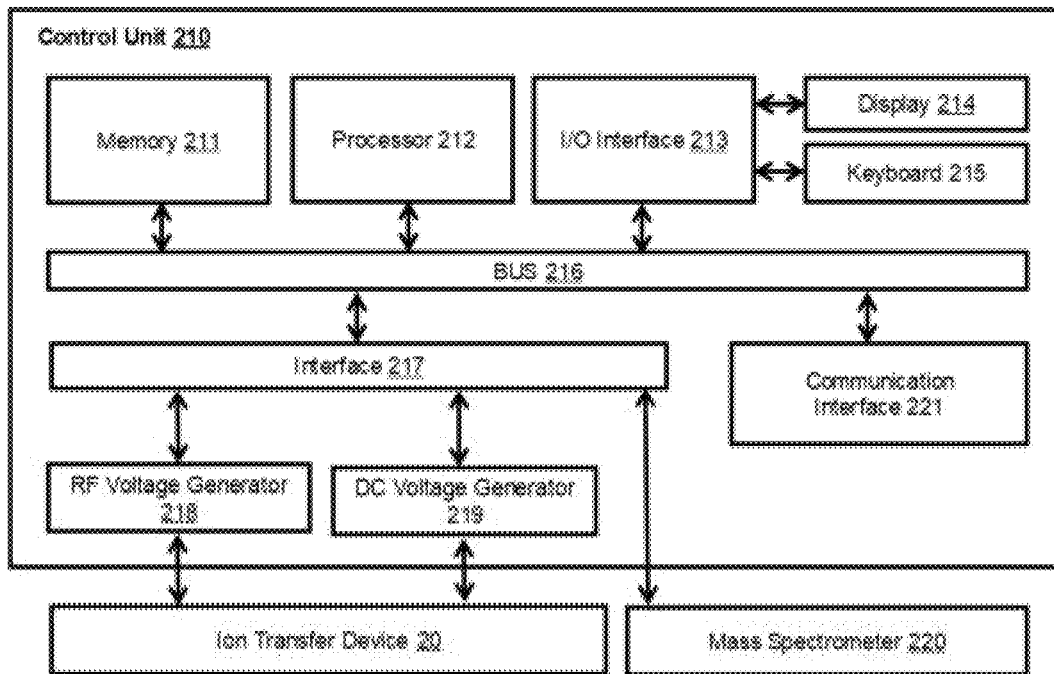 Control Unit 210
Memory 211
Processor 212
I/O Interface 213
Display 214
Keyboard 215
BUS 216
Interface 217
Communication
Interface 221
RF Voltage Generator
218
DC Voltage Generator
219
Ion Transfer Device 20
Mass Spectrometer 220